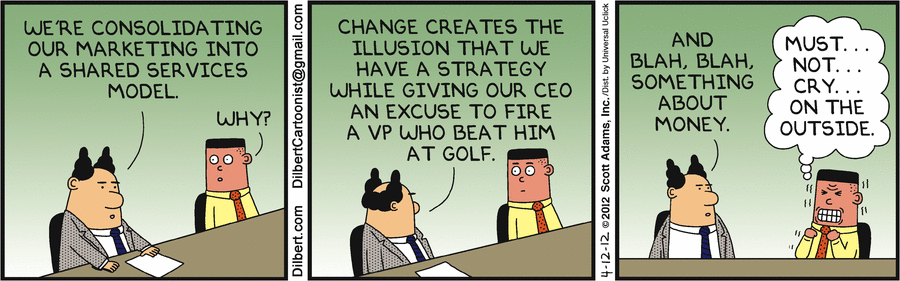 WE'RE CONSOLIDATING
OUR MARKETING INTO
A SHARED SERVICES
MODEL.
WHY?
Dilbert.com DilbertCartoonist@gmail.com
CHANGE CREATES THE
ILLUSION THAT WE
HAVE A STRATEGY
WHILE GIVING OUR CEO
AN EXCUSE TO FIRE
A VP WHO BEAT HIM
AT GOLF.
4-12-12 © 2012 Scott Adams, Inc. /Dist. by Universal Uclick
AND
BLAH, BLAH,
SOMETHING
ABOUT
MONEY.
MUST...
NOT...
CRY...
ON THE
OUTSIDE.